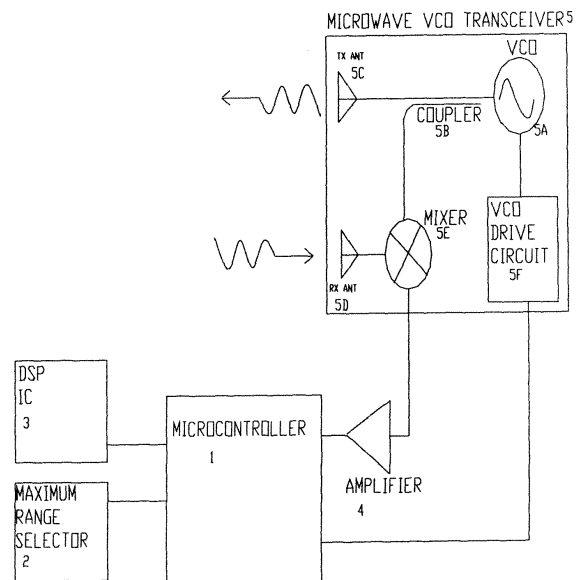 MICROWAVE VCO TRANSCEIVER5
VCO
TX ANT
5C
COUPLER
5B
5A
MIXER
5E
VCO
DRIVE
CIRCUIT
5F
RX ANT
5D
DSP
IC
3
MICROCONTROLLER
1
AMPLIFIER
4
MAXIMUM
RANGE
SELECTOR
2